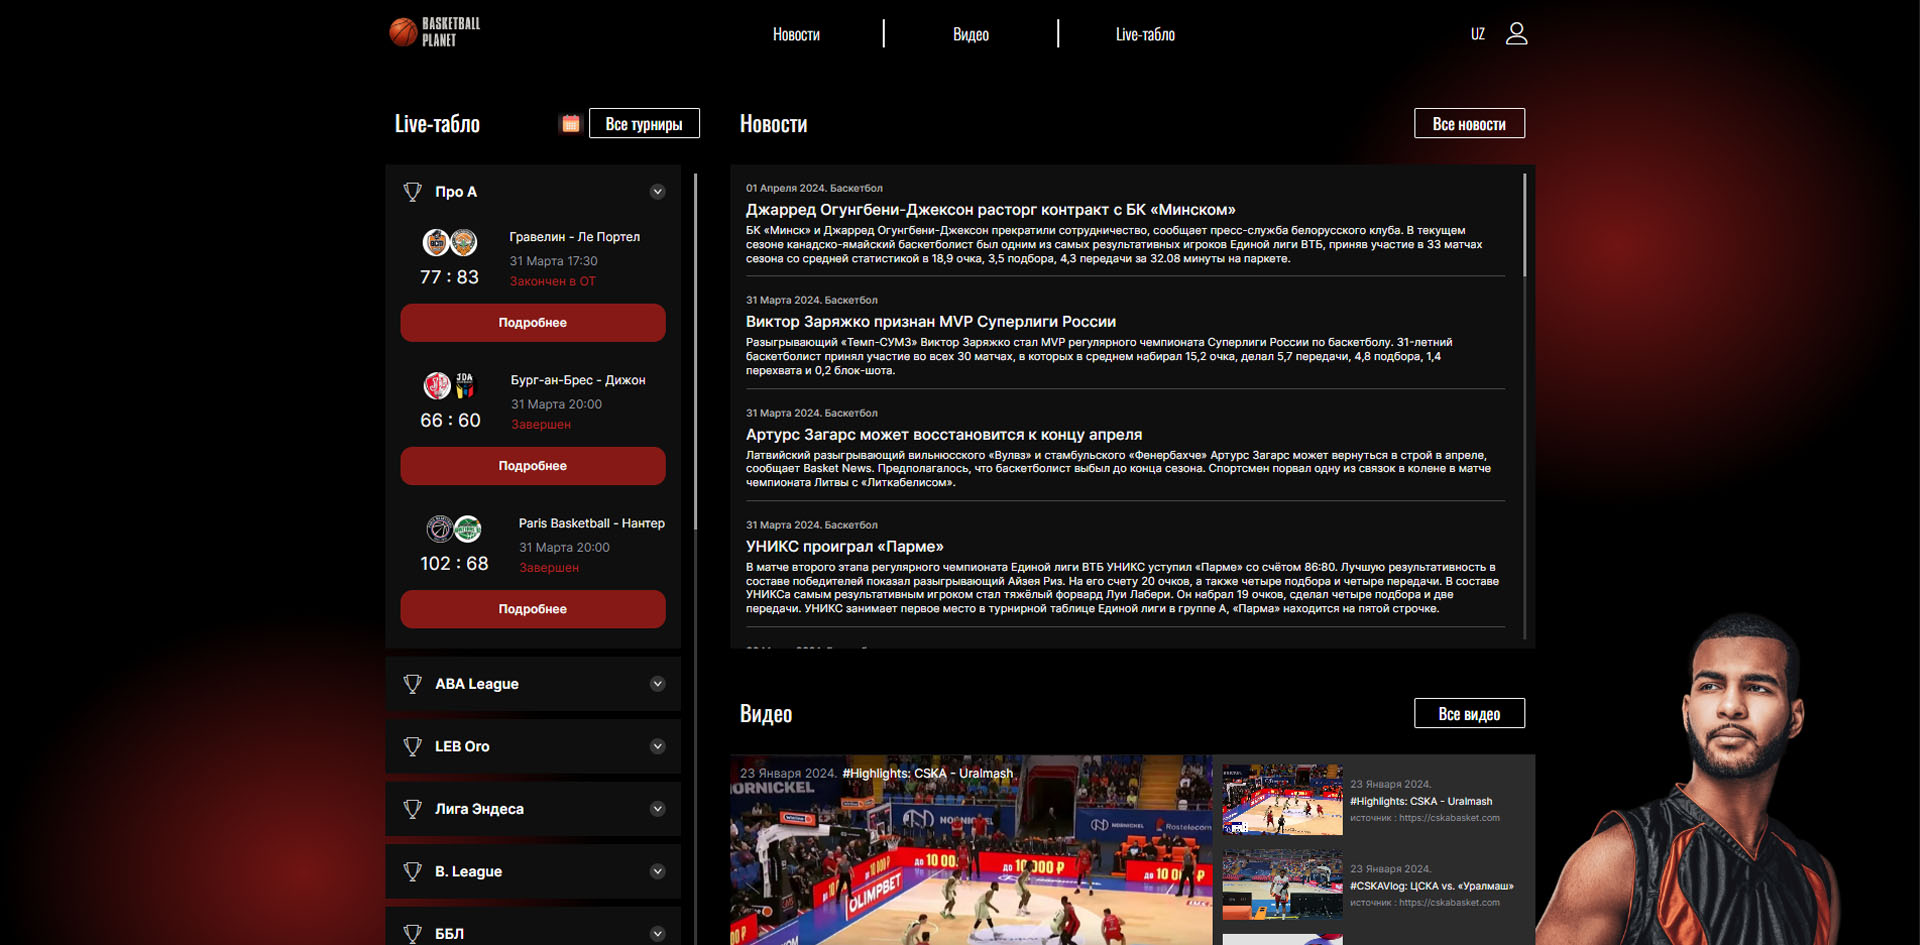 BASKETBALL
PLANET
Новости
Видео
Live-табло
UZ
Live-табло
Все турниры
Про А
Гравелин - Ле Портел
31 Марта 17:30
77 : 83
Закончен в ОТ
Подробнее
Бург-ан-Брес - Дижон
31 Марта 20:00
66 : 60
Завершен
Подробнее
Paris Basketball - Нантер
31 Марта 20:00
102 : 68
Завершен
Подробнее
ABA League
LEB Oro
Лига Эндеса
B. League
ББЛ
Новости
Все новости
01 Апреля 2024. Баскетбол
Джарред Огунгбени-Джексон расторг контракт с БК «Минском»
БК «Минск» и Джарред Огунгбени-Джексон прекратили сотрудничество, сообщает пресс-служба белорусского клуба. В текущем
сезоне канадско-ямайский баскетболист был одним из самых результативных игроков Единой лиги ВТБ, приняв участие в 33 матчах
сезона со средней статистикой в 18,9 очка, 3,5 подбора, 4,3 передачи за 32.08 минуты на паркете.
31 Марта 2024. Баскетбол
Виктор Заряжко признан MVP Суперлиги России
Разыгрывающий «Темп-СУМЗ» Виктор Заряжко стал MVP регулярного чемпионата Суперлиги России по баскетболу. 31-летний
баскетболист принял участие во всех 30 матчах, в которых в среднем набирал 15,2 очка, делал 5,7 передачи, 4,8 подбора, 1,4
перехвата и 0,2 блок-шота.
31 Марта 2024. Баскетбол
Артурс Загарс может восстановится к концу апреля
Латвийский разыгрывающий вильнюсского «Вулвз» и стамбульского «Фенербахче» Артурс Загарс может вернуться в строй в апреле,
сообщает Basket News. Предполагалось, что баскетболист выбыл до конца сезона. Спортсмен порвал одну из связок в колене в матче
чемпионата Литвы с «Литкабелисом».
31 Марта 2024. Баскетбол
УНИКС проиграл «Парме»
В матче второго этапа регулярного чемпионата Единой лиги ВТБ УНИКС уступил «Парме» со счётом 86:80. Лучшую результативность в
составе победителей показал разыгрывающий Айзея Риз. На его счету 20 очков, а также четыре подбора и четыре передачи. В составе
УНИКСа самым результативным игроком стал тяжёлый форвард Луи Лабери. Он набрал 19 очков, сделал четыре подбора и две
передачи. УНИКС занимает первое место в турнирной таблице Единой лиги в группе А, «Парма» находится на пятой строчке.
Видео
Все видео
23 Января 2024. #Highlights: CSKA - Uralmash
NORNICKEL
Rostelecom
ДО 10 000 ₽
OLIMPBET
23 Января 2024.
#Highlights: CSKA - Uralmash
источник : https://cskabasket.com
23 Января 2024.
#CSKAVlog: ЦСКА vs. «Уралмаш»
источник : https://cskabasket.com